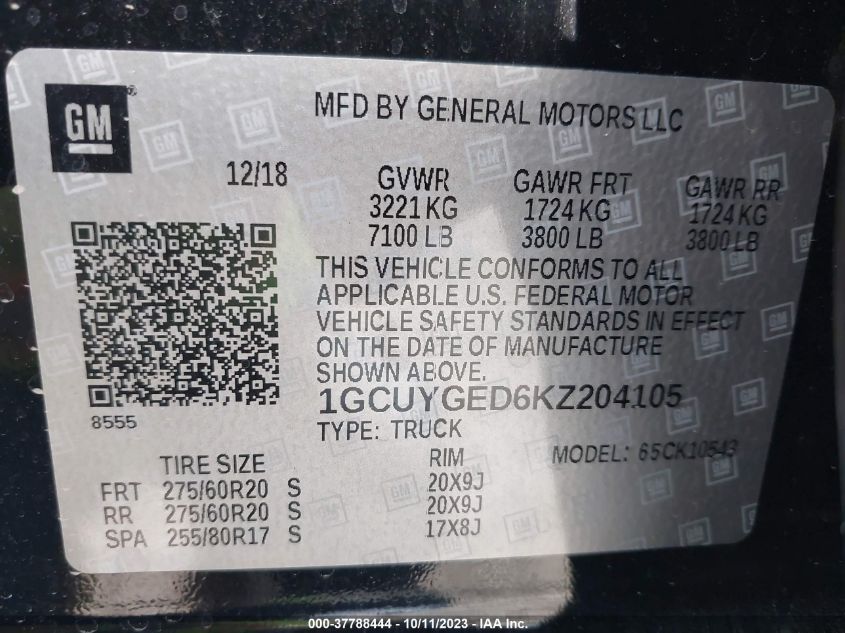 GM
MFD BY GENERAL MOTORS LLC
12/18
GVWR GAWR FRT GAWR RR
3221 KG 1724 KG 1724 KG
7100 LB 3800 LB 3800 LB
THIS VEHICLE CONFORMS TO ALL
APPLICABLE U.S. FEDERAL MOTOR
VEHICLE SAFETY STANDARDS IN EFFECT
ON THE DATE OF MANUFACTURE
SHOWN ABOVE.
8555
1GCUYGED6KZ204105
TYPE: TRUCK
MODEL: 65CK10543
TIRE SIZE RIM
FRT 275/60R20 S 20X9J
RR 275/60R20 S 20X9J
SPA 255/80R17 S 17X8J
000-37788444 - 10/11/2023 - IAA Inc.